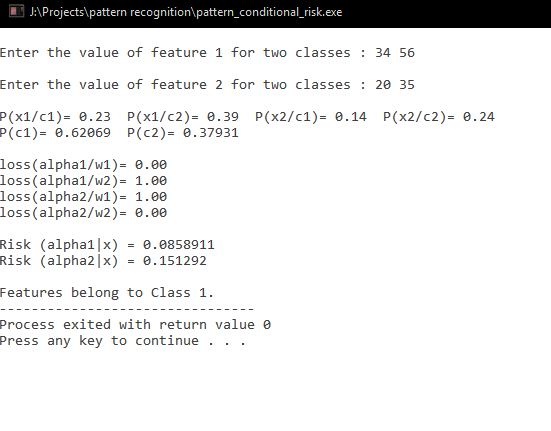 J:\Projects\pattern recognition\pattern_conditional_risk.exe
Enter the value of feature 1 for two classes : 34 56
Enter the value of feature 2 for two classes : 20 35
P(x1/c1)= 0.23  P(x1/c2)= 0.39  P(x2/c1)= 0.14  P(x2/c2)= 0.24
P(c1)= 0.62069  P(c2)= 0.37931
loss(alpha1/w1)= 0.00
loss(alpha1/w2)= 1.00
loss(alpha2/w1)= 1.00
loss(alpha2/w2)= 0.00
Risk (alpha1|x) = 0.0858911
Risk (alpha2|x) = 0.151292
Features belong to Class 1.
--------------------------------
Process exited with return value 0
Press any key to continue . . .